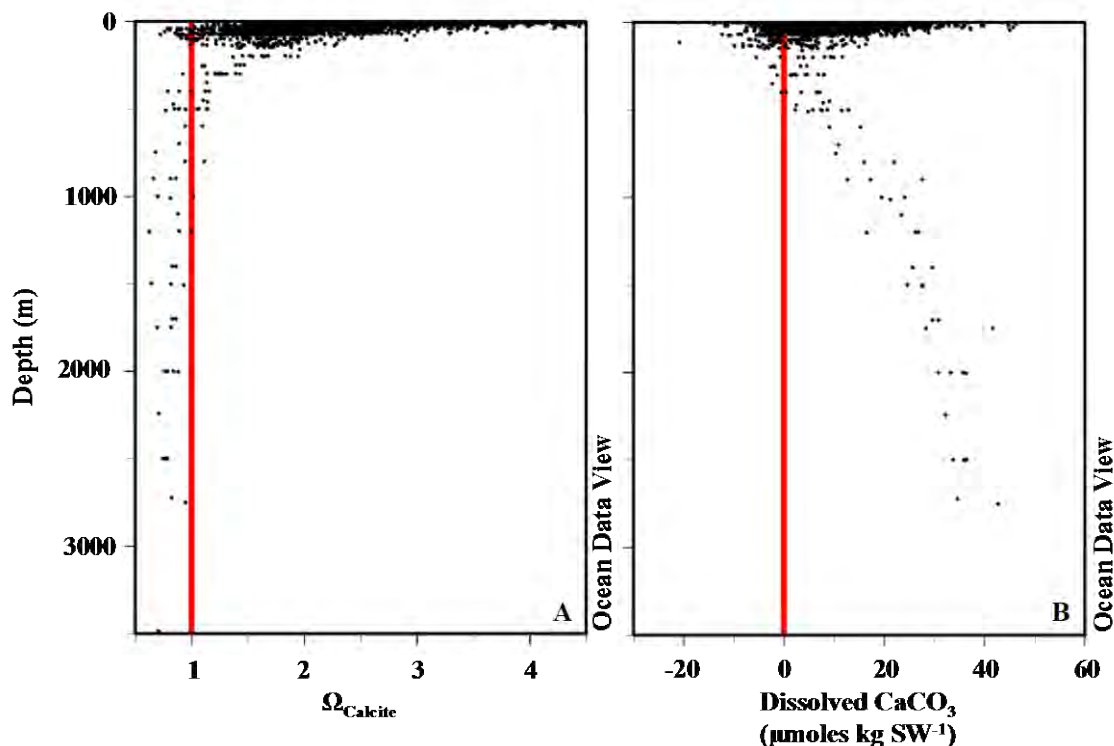 0
1000
2000
3000
Depth (m)
1
2
3
4
Ω Calcite
A
Ocean Data View
-20
0
20
40
60
Dissolved CaCO3
(µmoles kg SW-1)
B
Ocean Data View